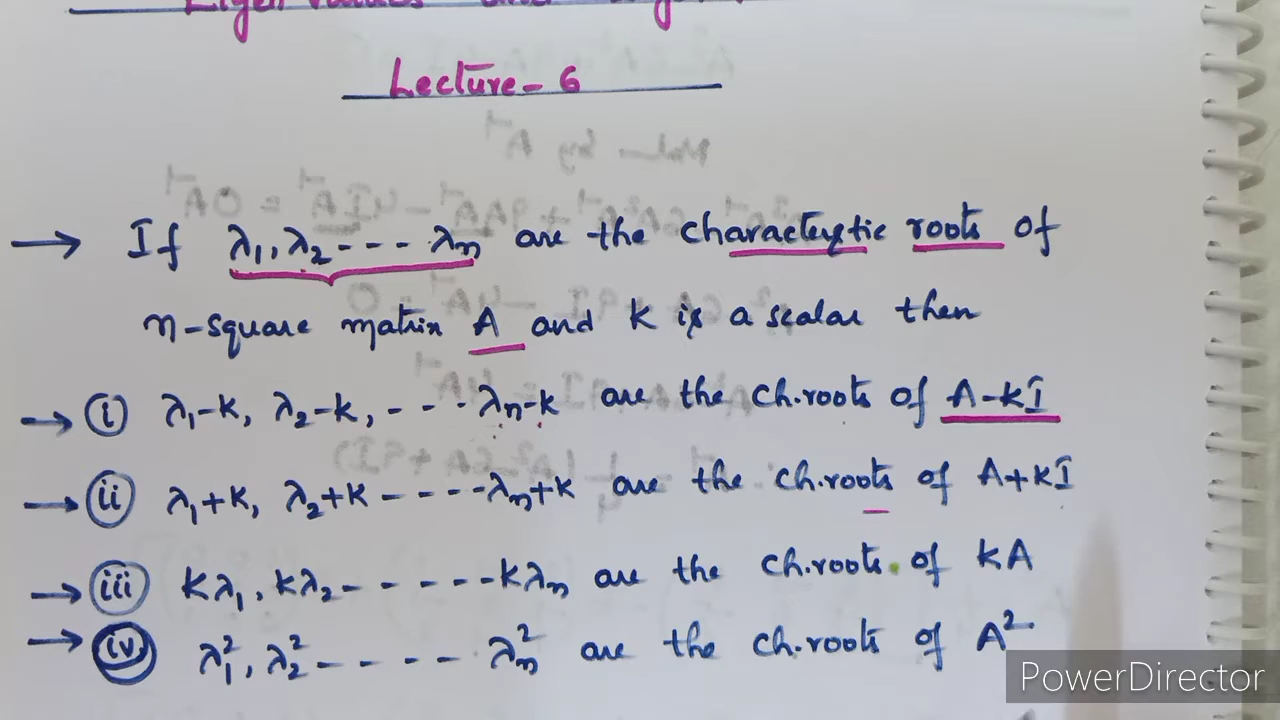 Eigen values and
Lecture - 6
→ If λ₁, λ₂ - - - λₙ are the characteristic roots of
n-square matrix A and k is a scalar then
→ (i) λ₁-k, λ₂-k, - - - - λₙ-k are the ch.roots of A-kI
→ (ii) λ₁+k, λ₂+k - - - - - λₙ+k are the ch.roots of A+kI
→ (iii) kλ₁, kλ₂ - - - - - - kλₙ are the ch.roots of kA
→ (iv) λ₁², λ₂² - - - - - λₙ² are the ch.roots of A²
PowerDirector